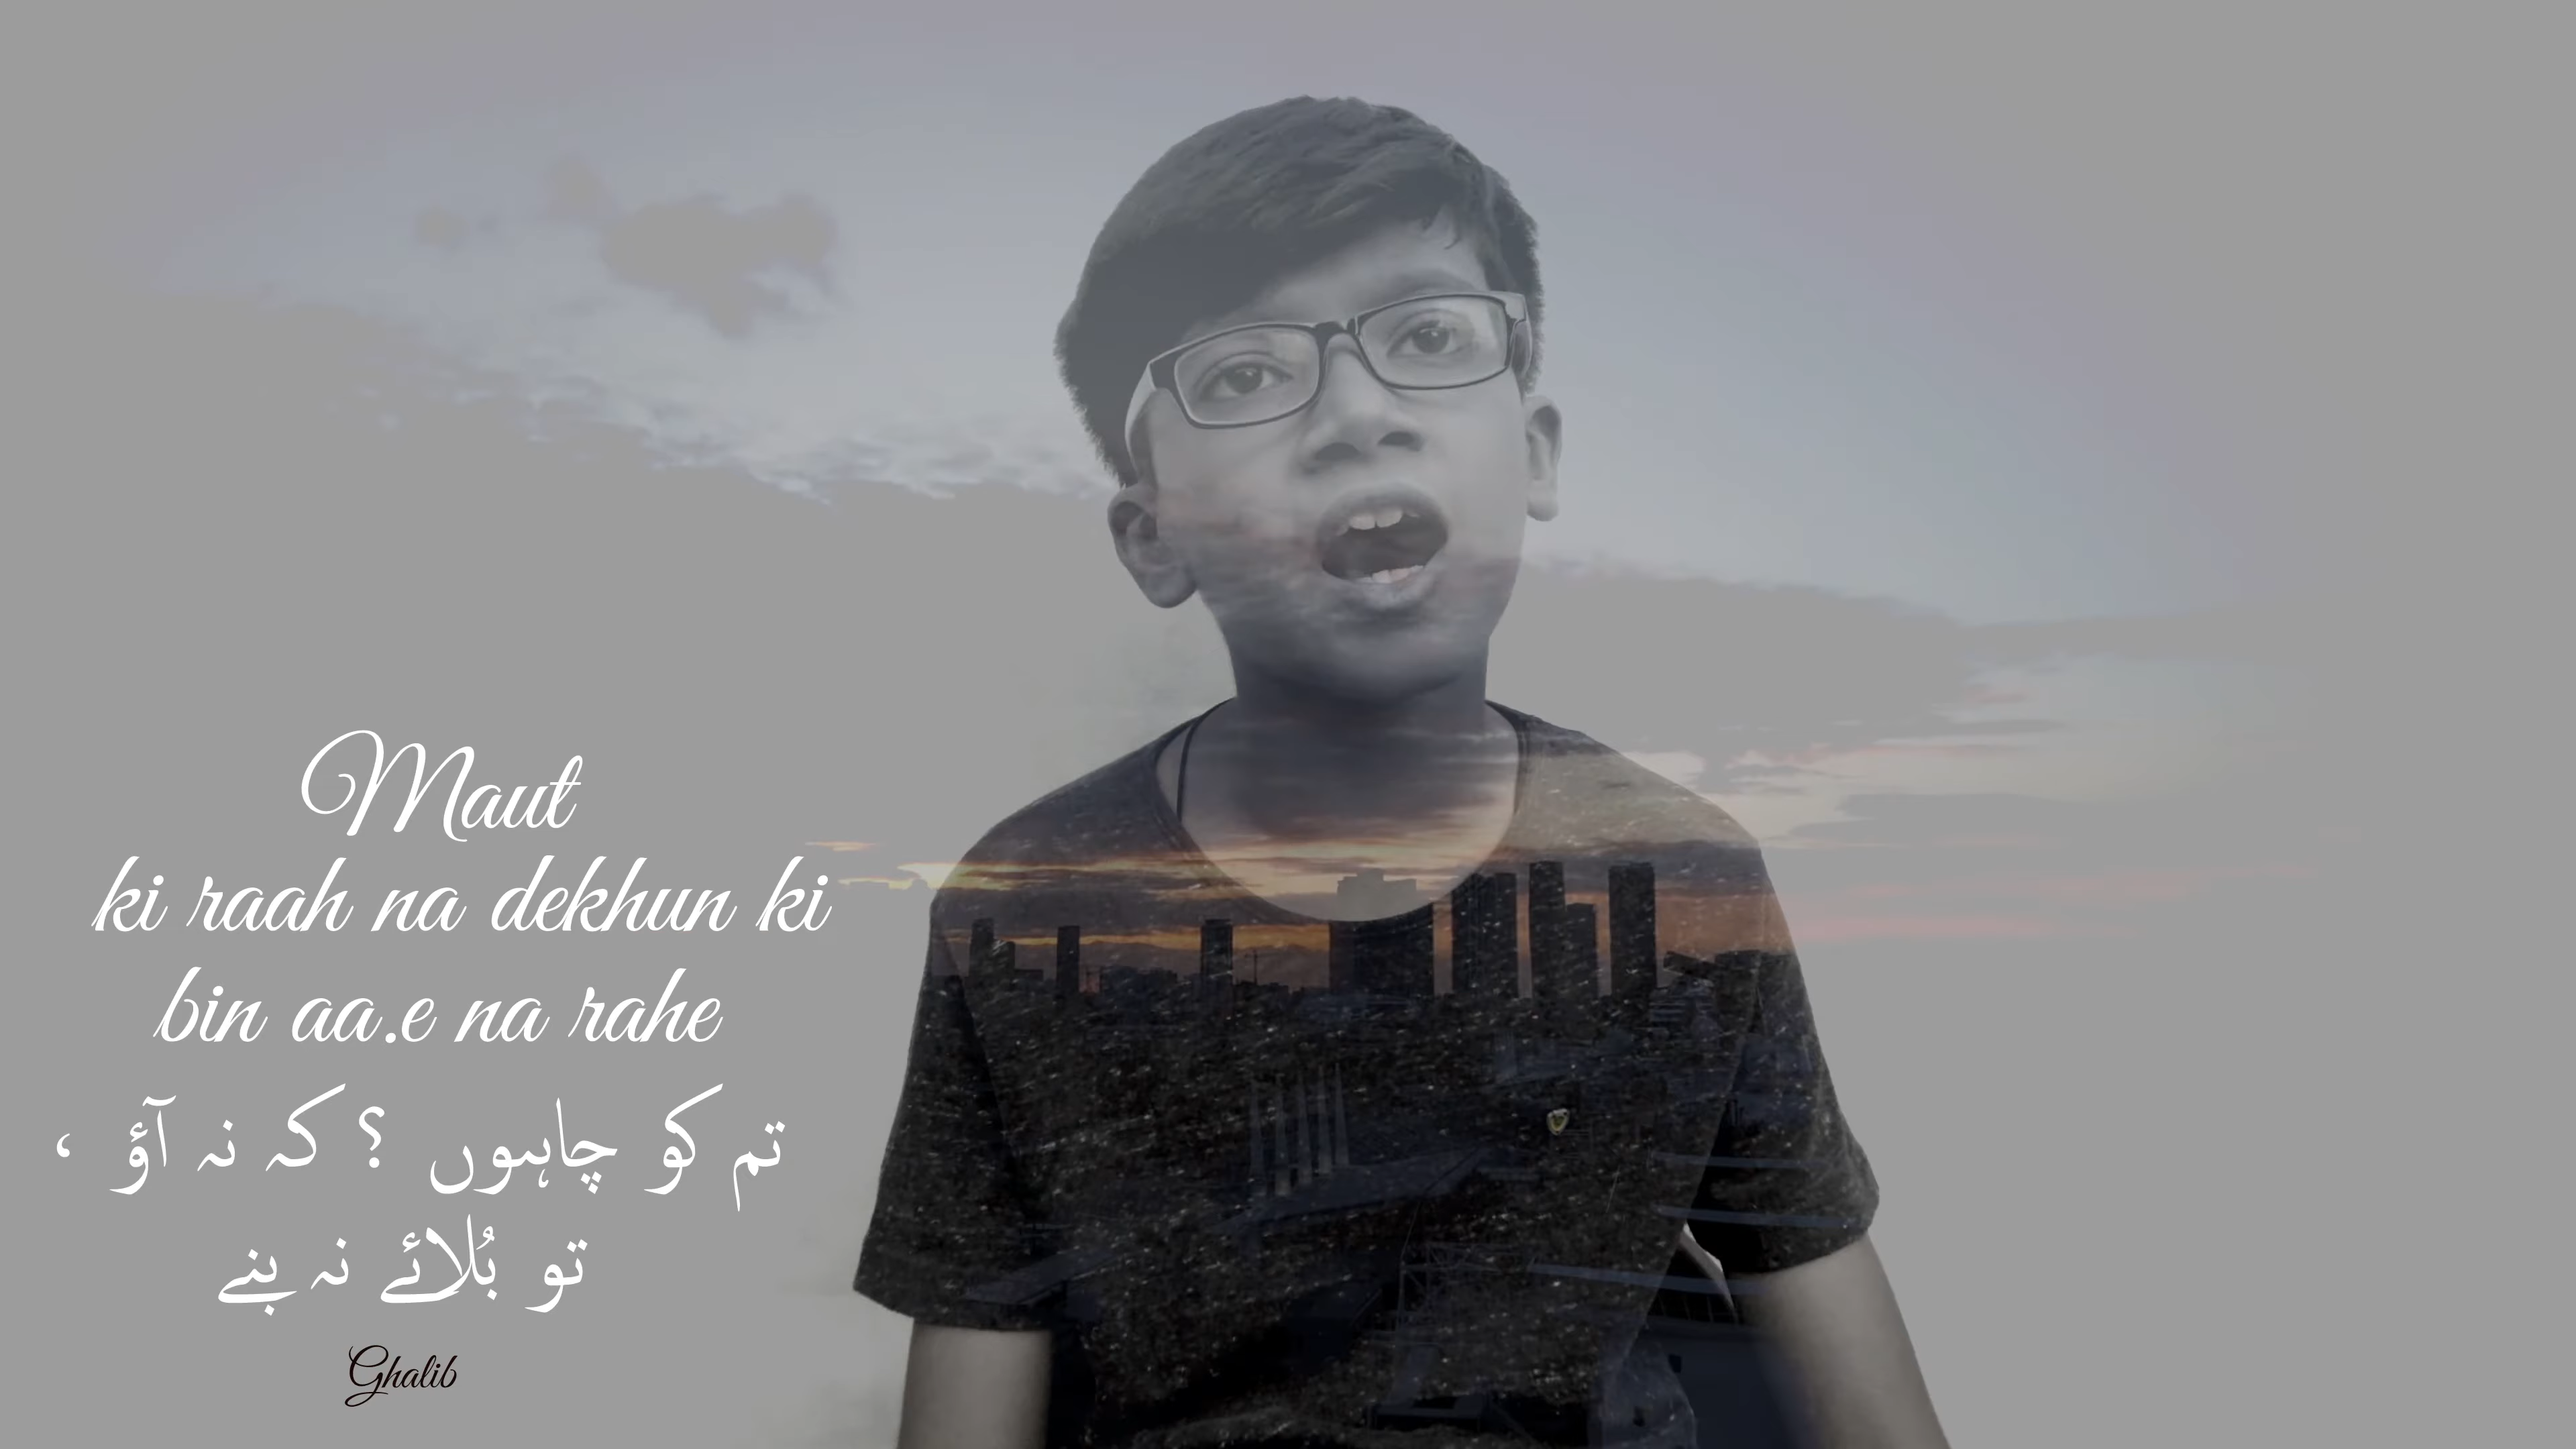 Maut
ki raah na dekhun ki
bin aa.e na rahe
تم کو چاہوں ؟ کہ نہ آؤ ،
تو بُلائے نہ بنے
Ghalib